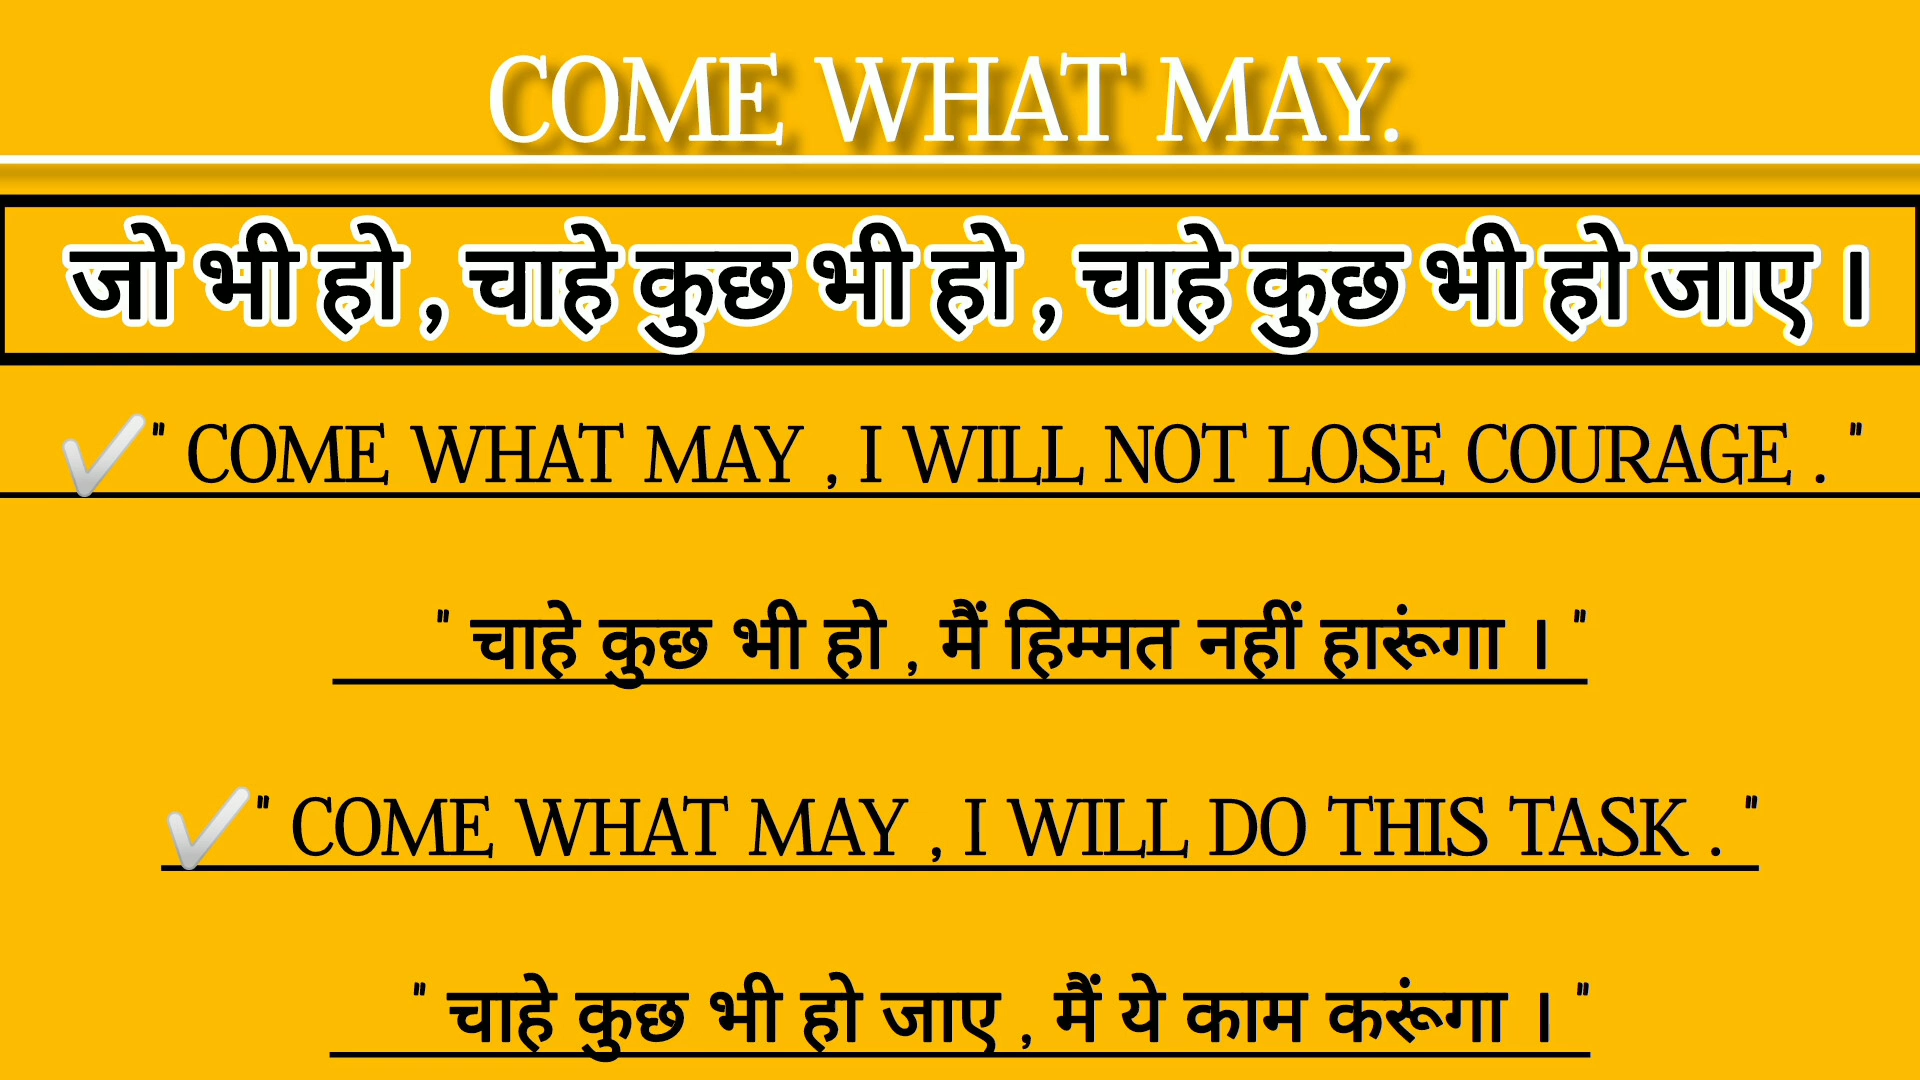 COME WHAT MAY.
जो भी हो , चाहे कुछ भी हो , चाहे कुछ भी हो जाए ।
✔" COME WHAT MAY , I WILL NOT LOSE COURAGE . "
" चाहे कुछ भी हो , मैं हिम्मत नहीं हारूंगा । "
✔" COME WHAT MAY , I WILL DO THIS TASK . "
" चाहे कुछ भी हो जाए , मैं ये काम करूंगा । "